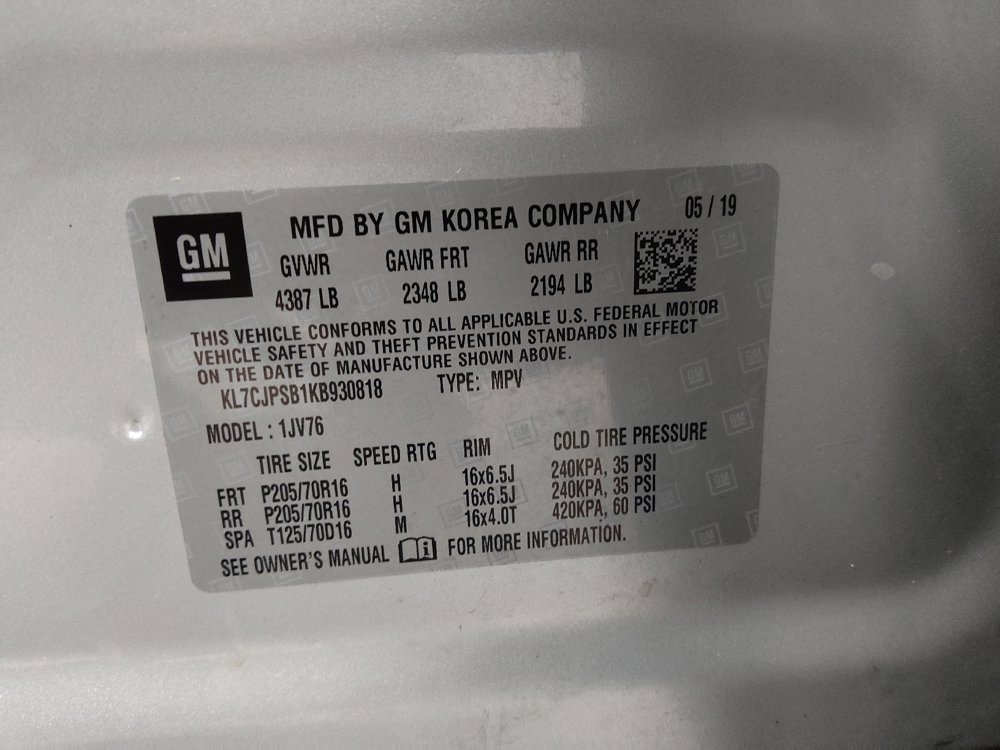 GM
MFD BY GM KOREA COMPANY 05 / 19
GVWR GAWR FRT GAWR RR
4387 LB 2348 LB 2194 LB
THIS VEHICLE CONFORMS TO ALL APPLICABLE U.S. FEDERAL MOTOR
VEHICLE SAFETY AND THEFT PREVENTION STANDARDS IN EFFECT
ON THE DATE OF MANUFACTURE SHOWN ABOVE.
KL7CJPSB1KB930818 TYPE: MPV
MODEL : 1JV76
TIRE SIZE SPEED RTG RIM COLD TIRE PRESSURE
FRT P205/70R16 H 16x6.5J 240KPA, 35 PSI
RR P205/70R16 H 16x6.5J 240KPA, 35 PSI
SPA T125/70D16 M 16x4.0T 420KPA, 60 PSI
SEE OWNER'S MANUAL FOR MORE INFORMATION.